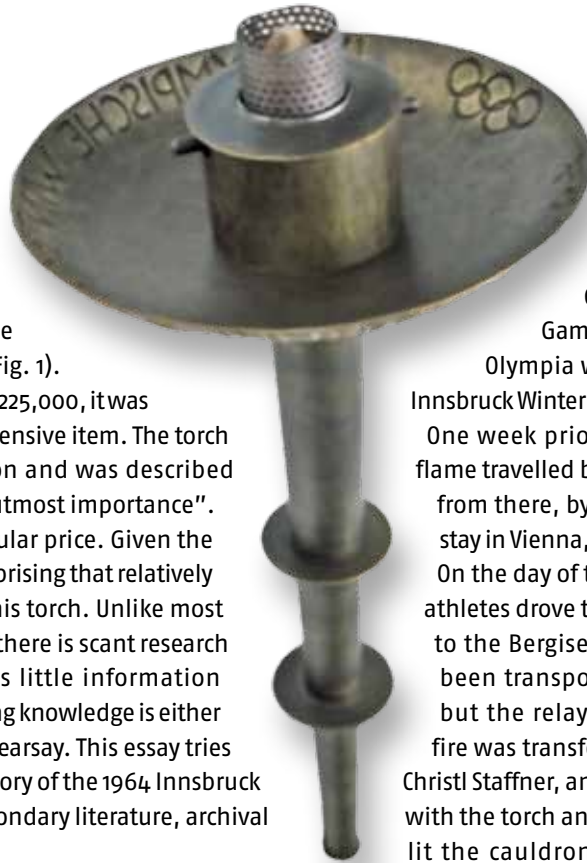 MPISCHE W
e
Fig. 1).
225,000, it was
ensive item. The torch
on and was described
utmost importance”.
ular price. Given the
prising that relatively
his torch. Unlike most
there is scant research
s little information
ng knowledge is either
earsay. This essay tries
ory of the 1964 Innsbruck
ondary literature, archival
Gam
Olympia w
Innsbruck Winter
One week prio
flame travelled b
from there, by
stay in Vienna,
On the day of t
athletes drove t
to the Bergise
been transpo
but the relay
fire was transf
Christl Staffner, an
with the torch an
lit the cauldron